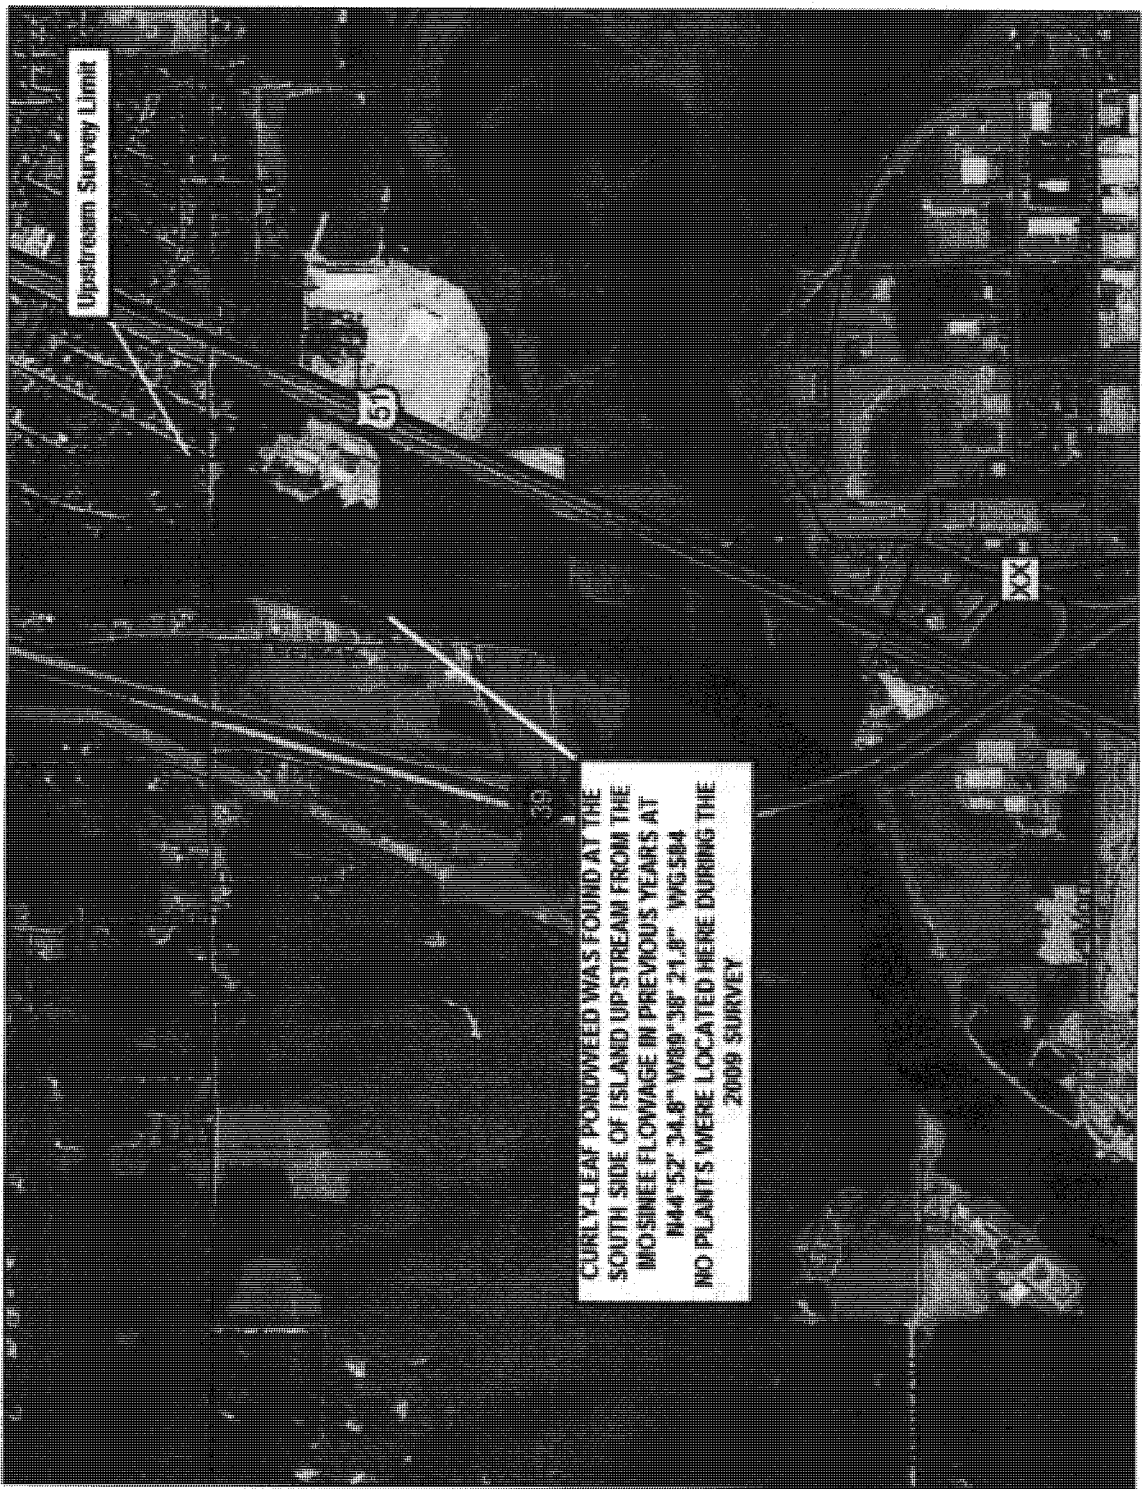 Upstream Survey Limit
51
39
XX
CURLY-LEAF PONDWEED WAS FOUND AT THE
SOUTH SIDE OF ISLAND UPSTREAM FROM THE
MOSINEE FLOWAGE IN PREVIOUS YEARS AT
N44°52' 34.8" W89°38' 21.8" WGS84
NO PLANTS WERE LOCATED HERE DURING THE
2009 SURVEY